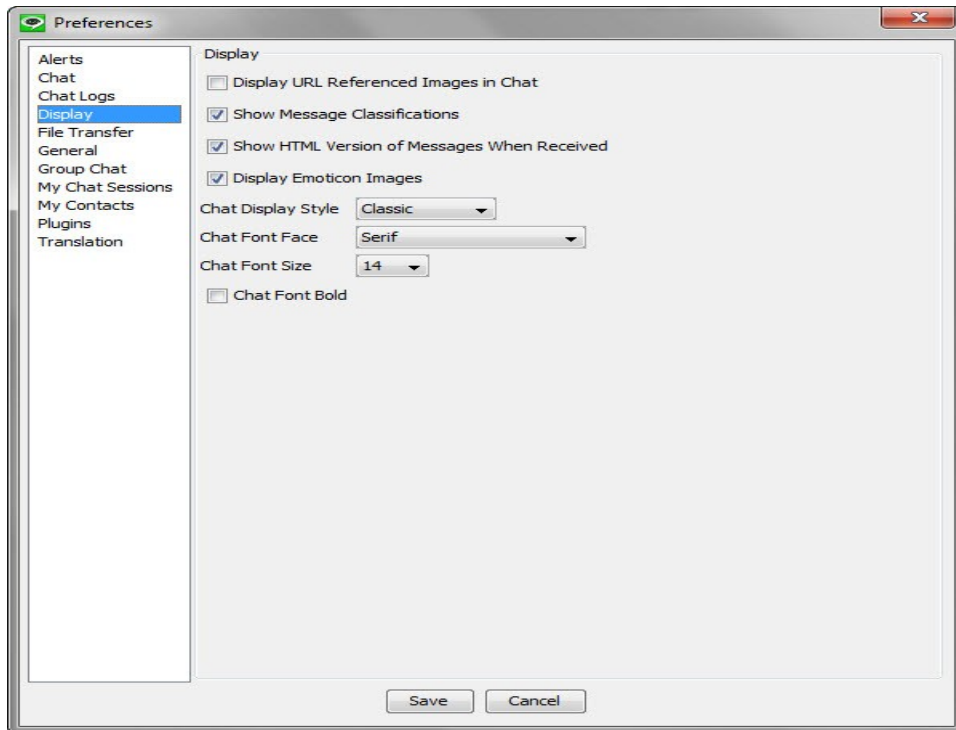 Preferences
Alerts
Chat
Chat Logs
Display
File Transfer
General
Group Chat
My Chat Sessions
My Contacts
Plugins
Translation
Display
Display URL Referenced Images in Chat
Show Message Classifications
Show HTML Version of Messages When Received
Display Emoticon Images
Chat Display Style Classic
Chat Font Face Serif
Chat Font Size 14
Chat Font Bold
Save Cancel